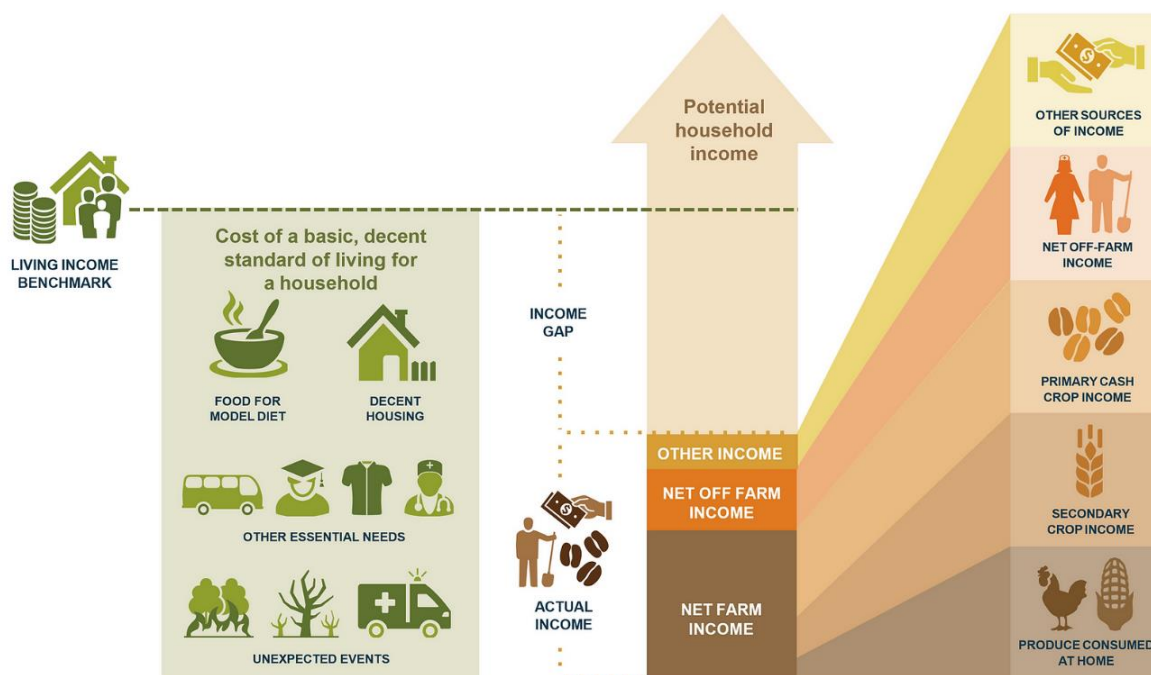 LIVING INCOME
BENCHMARK
Cost of a basic, decent
standard of living for
a household
FOOD FOR
MODEL DIET
DECENT
HOUSING
OTHER ESSENTIAL NEEDS
UNEXPECTED EVENTS
INCOME
GAP
ACTUAL
INCOME
Potential
household
income
OTHER INCOME
NET OFF FARM
INCOME
NET FARM
INCOME
$
OTHER SOURCES
OF INCOME
NET OFF-FARM
INCOME
PRIMARY CASH
CROP INCOME
SECONDARY
CROP INCOME
PRODUCE CONSUMED
AT HOME
$